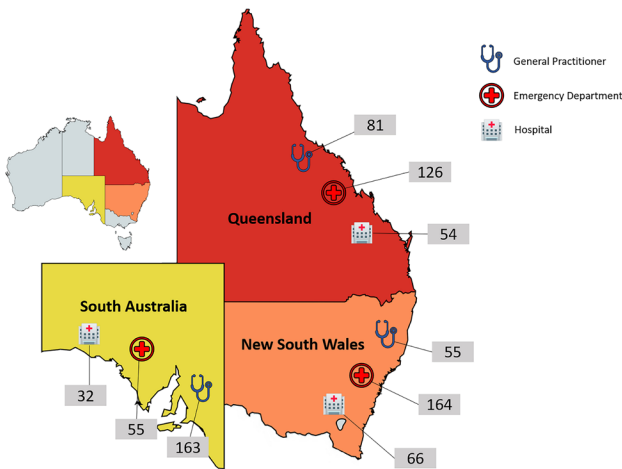 General Practitioner
81
Emergency Department
Hospital
126
Queensland
54
South Australia
New South Wales
55
32
164
55
163
66